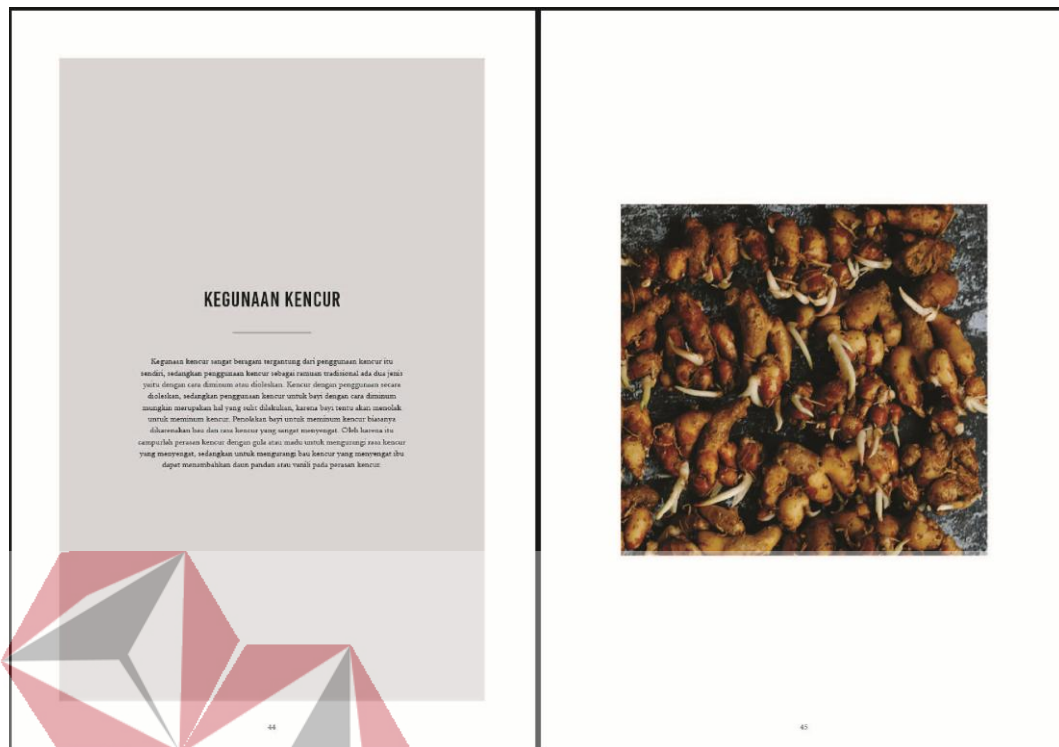 KEGUNAAN KENCUR
Kegunaan kencur sangat beragam tergantung dari penggunaan kencur itu
sendiri, sedangkan penggunaan kencur sebagai ramuan tradisional ada dua jenis
yaitu dengan cara diminum atau dioleskan. Kencur dengan penggunaan secara
dioleskan, sedangkan penggunaan kencur untuk bayi dengan cara diminum
mungkin merupakan hal yang sulit dilakukan, karena bayi tentu akan menolak
untuk meminum kencur. Penolakan bayi untuk meminum kencur biasanya
dikarenakan bau dan rasa kencur yang sangat menyengat. Oleh karena itu
campurlah perasan kencur dengan gula atau madu untuk mengurangi rasa kencur
yang menyengat, sedangkan untuk mengurangi bau kencur yang menyengat ibu
dapat menambahkan daun pandan atau vanili pada perasan kencur.
44
45